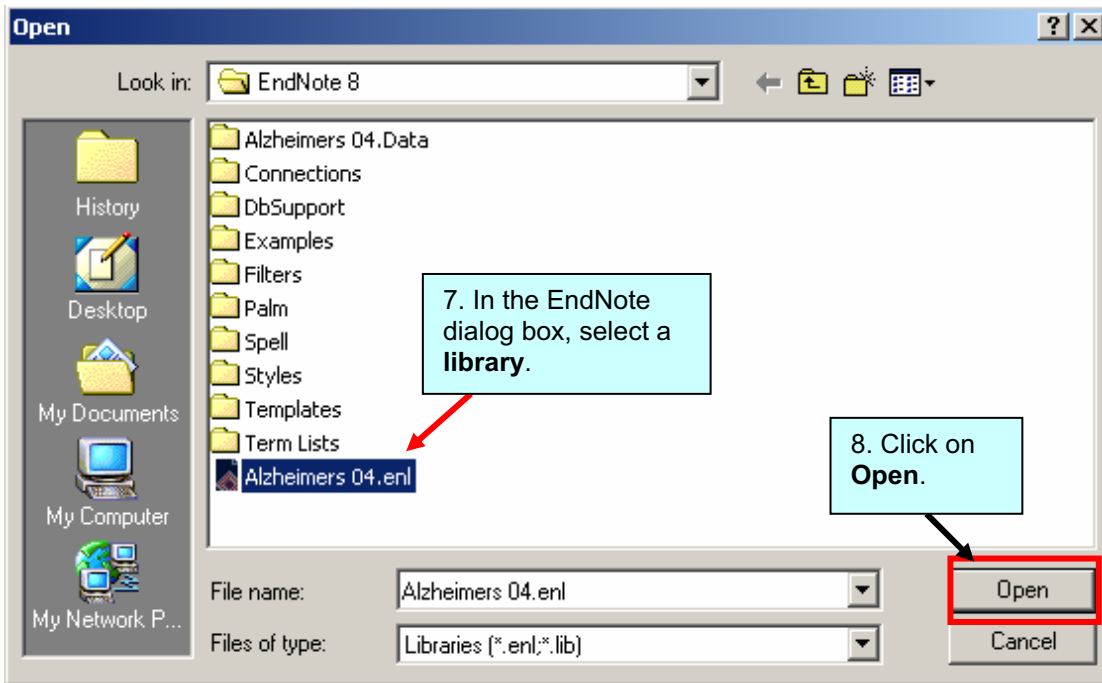 Open
Look in: EndNote 8
History
Desktop
My Documents
My Computer
My Network P...
Alzheimers 04.Data
Connections
DbSupport
Examples
Filters
Palm
Spell
Styles
Templates
Term Lists
Alzheimers 04.enl
7. In the EndNote
dialog box, select a
library.
8. Click on
Open.
File name: Alzheimers 04.enl
Open
Files of type: Libraries (*.enl;*.lib)
Cancel